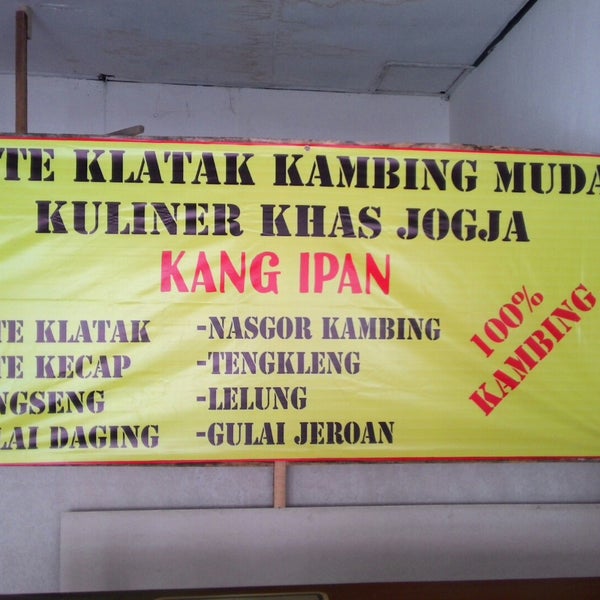 TE KLATAK KAMBING MUDA
KULINER KHAS JOGJA
KANG IPAN
TE KLATAK
TE KECAP
NGSENG
LAI DAGING
-NASGOR KAMBING
-TENGKLENG
-LELUNG
-GULAI JEROAN
100%
KAMBING